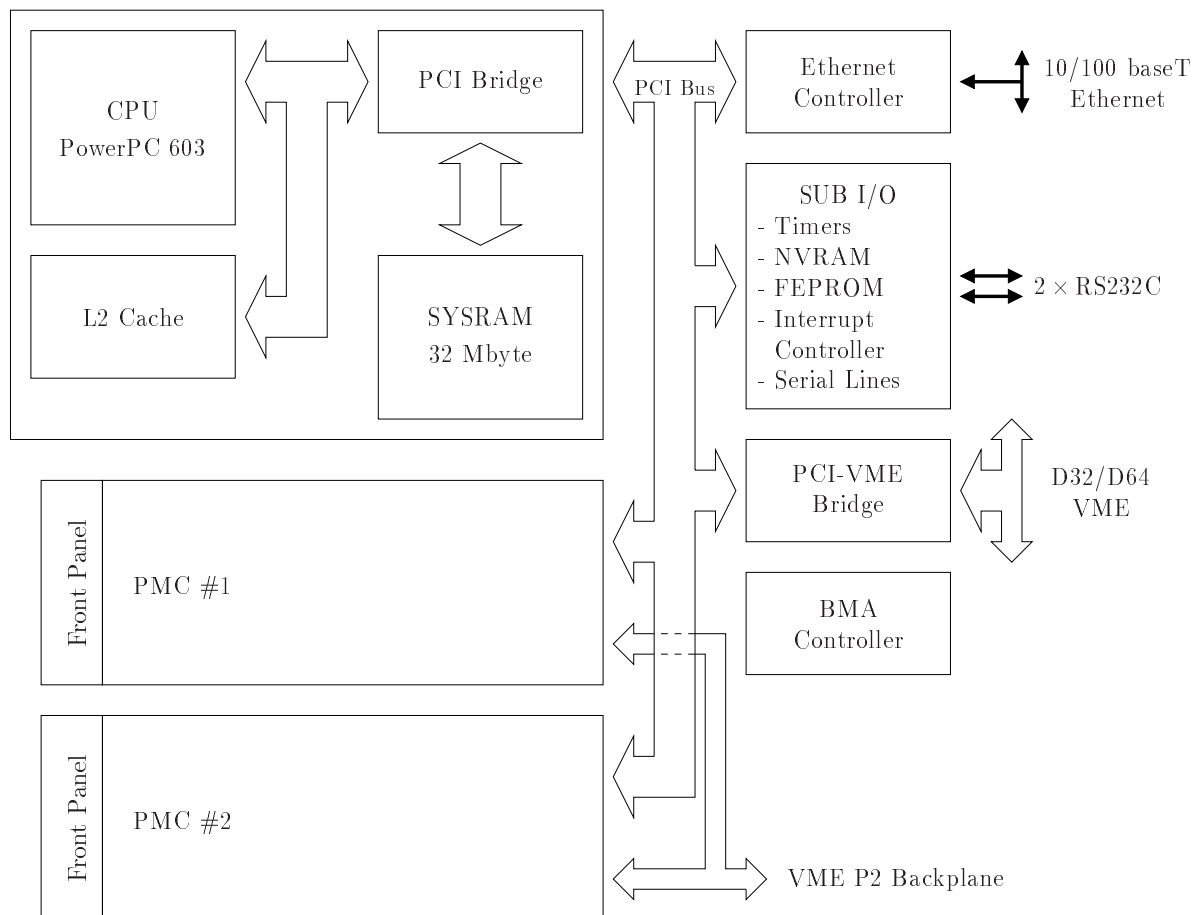 CPU
PowerPC 603
PCI Bridge
L2 Cache
SYSRAM
32 Mbyte
PCI Bus
Ethernet
Controller
10/100 baseT
Ethernet
SUB I/O
- Timers
- NVRAM
- FEPROM
- Interrupt
Controller
- Serial Lines
2 × RS232C
PCI-VME
Bridge
D32/D64
VME
BMA
Controller
Front Panel
PMC #1
Front Panel
PMC #2
VME P2 Backplane